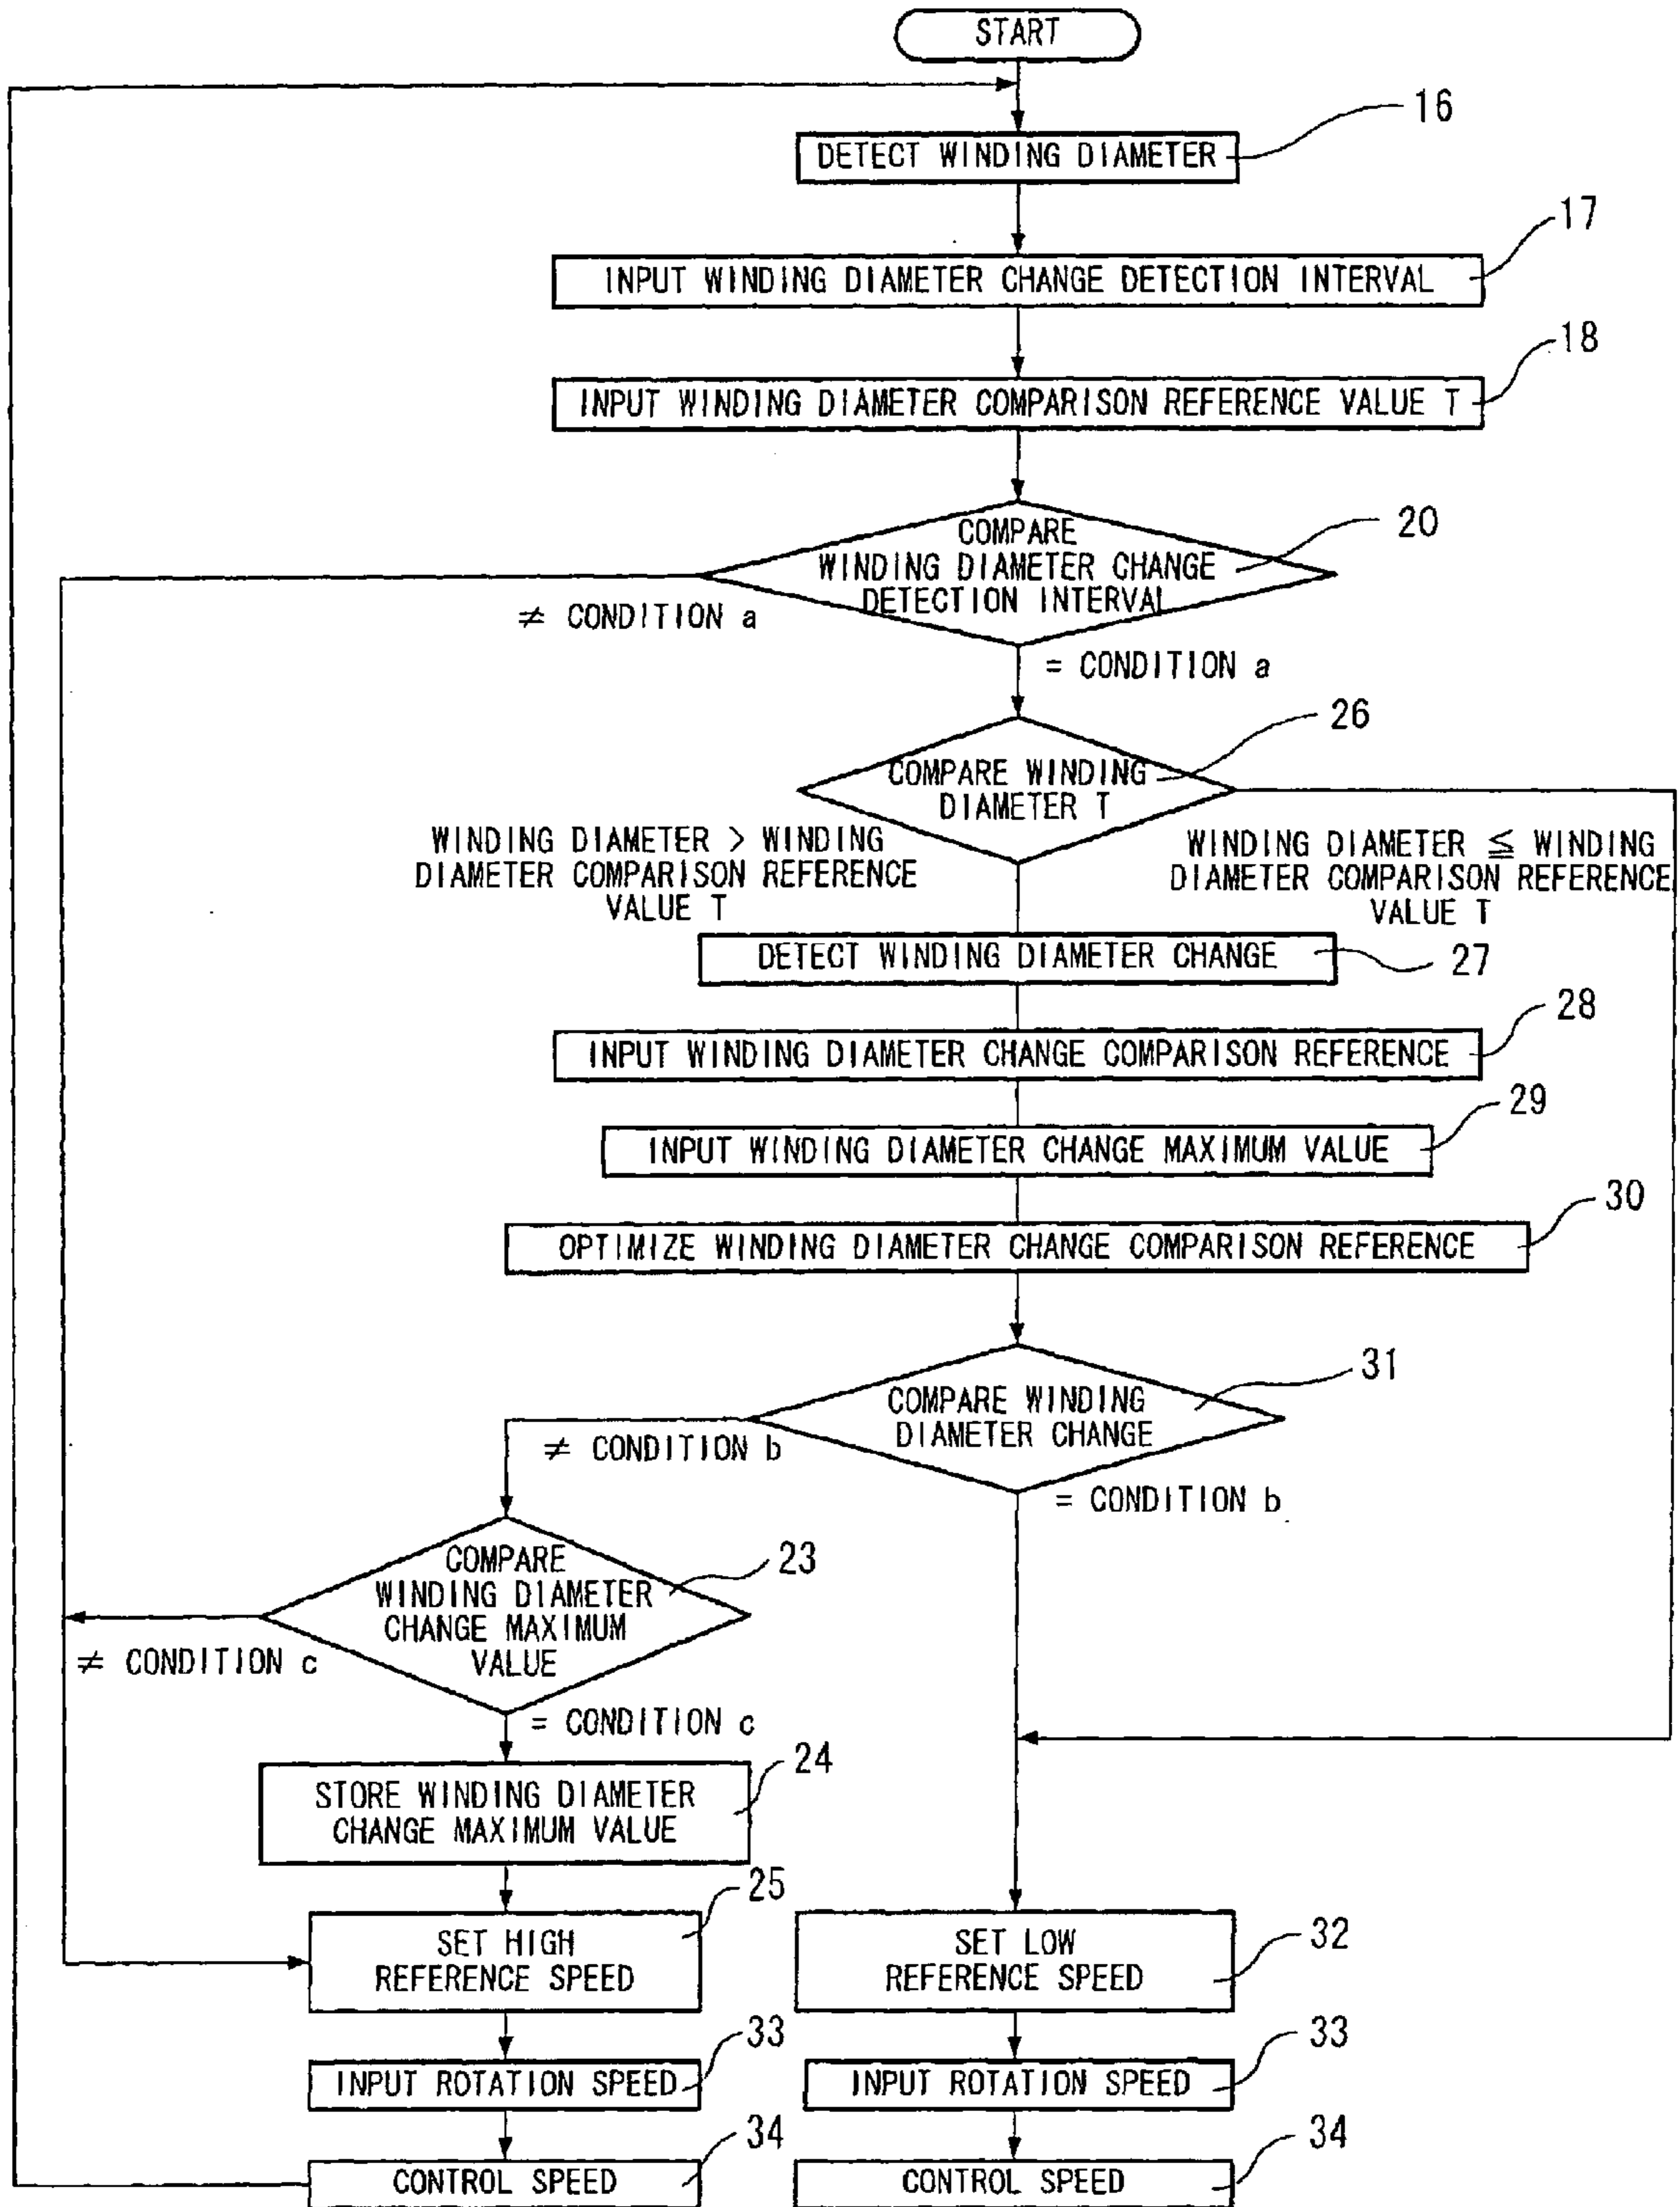 START
16
DETECT WINDING DIAMETER
17
INPUT WINDING DIAMETER CHANGE DETECTION INTERVAL
18
INPUT WINDING DIAMETER COMPARISON REFERENCE VALUE T
COMPARE
WINDING DIAMETER CHANGE
DETECTION INTERVAL
20
≠ CONDITION a
= CONDITION a
26
COMPARE WINDING
DIAMETER T
WINDING DIAMETER > WINDING
DIAMETER COMPARISON REFERENCE
VALUE T
WINDING DIAMETER ≦ WINDING
DIAMETER COMPARISON REFERENCE
VALUE T
DETECT WINDING DIAMETER CHANGE
27
28
INPUT WINDING DIAMETER CHANGE COMPARISON REFERENCE
29
INPUT WINDING DIAMETER CHANGE MAXIMUM VALUE
30
OPTIMIZE WINDING DIAMETER CHANGE COMPARISON REFERENCE
31
COMPARE WINDING
DIAMETER CHANGE
≠ CONDITION b
= CONDITION b
COMPARE
WINDING DIAMETER
CHANGE MAXIMUM
VALUE
23
≠ CONDITION c
= CONDITION c
24
STORE WINDING DIAMETER
CHANGE MAXIMUM VALUE
25
SET HIGH
REFERENCE SPEED
SET LOW
REFERENCE SPEED
32
33
INPUT ROTATION SPEED
33
INPUT ROTATION SPEED
34
CONTROL SPEED
34
CONTROL SPEED